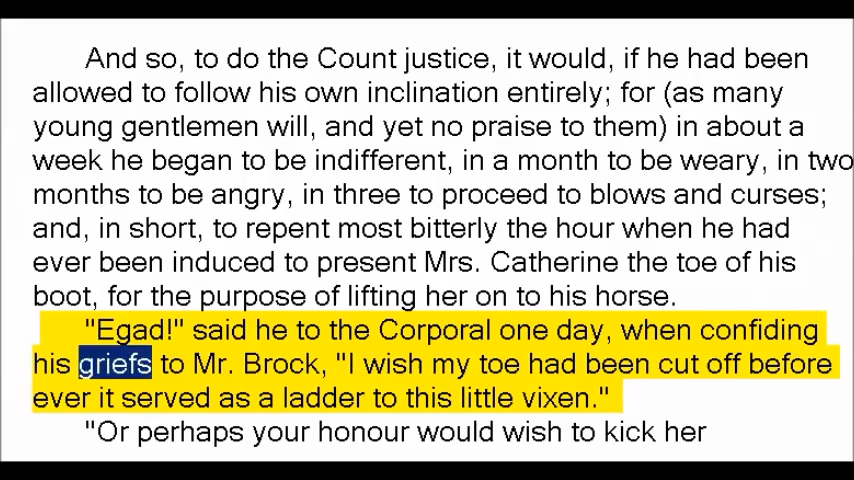 And so, to do the Count justice, it would, if he had been
allowed to follow his own inclination entirely; for (as many
young gentlemen will, and yet no praise to them) in about a
week he began to be indifferent, in a month to be weary, in two
months to be angry, in three to proceed to blows and curses;
and, in short, to repent most bitterly the hour when he had
ever been induced to present Mrs. Catherine the toe of his
boot, for the purpose of lifting her on to his horse.
"Egad!" said he to the Corporal one day, when confiding
his griefs to Mr. Brock, "I wish my toe had been cut off before
ever it served as a ladder to this little vixen."
"Or perhaps your honour would wish to kick her